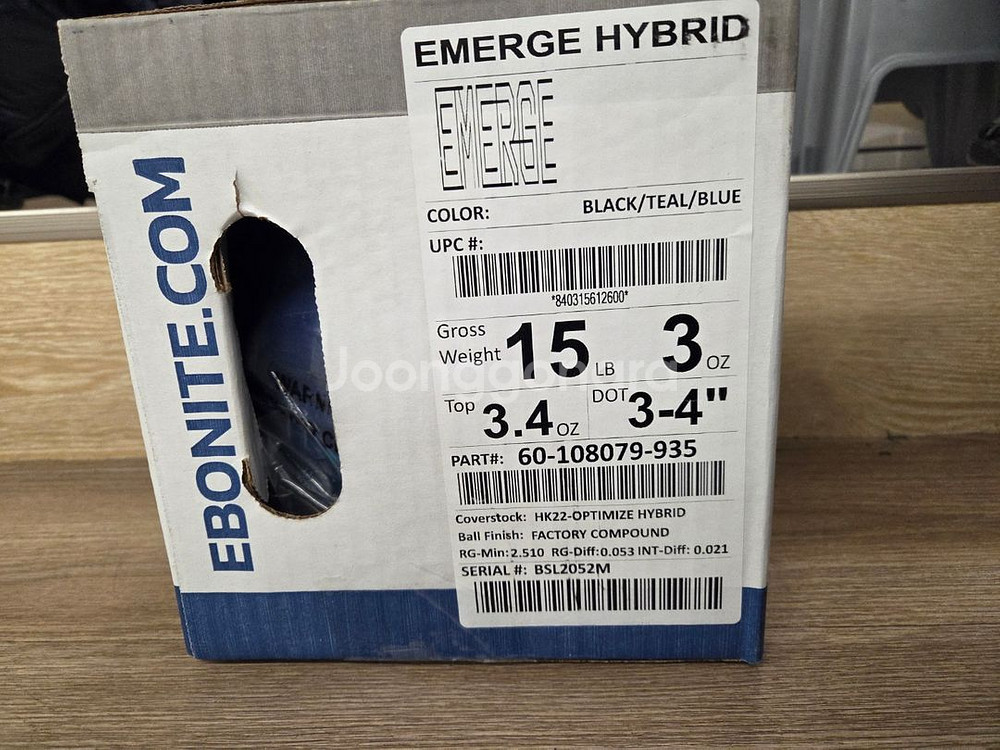 EMERGE HYBRID
EMERGE
COLOR: BLACK/TEAL/BLUE
UPC #:
*840315612600*
Gross Weight 15 LB 3 OZ
Top 3.4 OZ DOT 3-4"
PART#: 60-108079-935
Coverstock: HK22-OPTIMIZE HYBRID
Ball Finish: FACTORY COMPOUND
RG-Min: 2.510 RG-Diff: 0.053 INT-Diff: 0.021
SERIAL #: BSL2052M
EBONITE.COM
Joonggonara